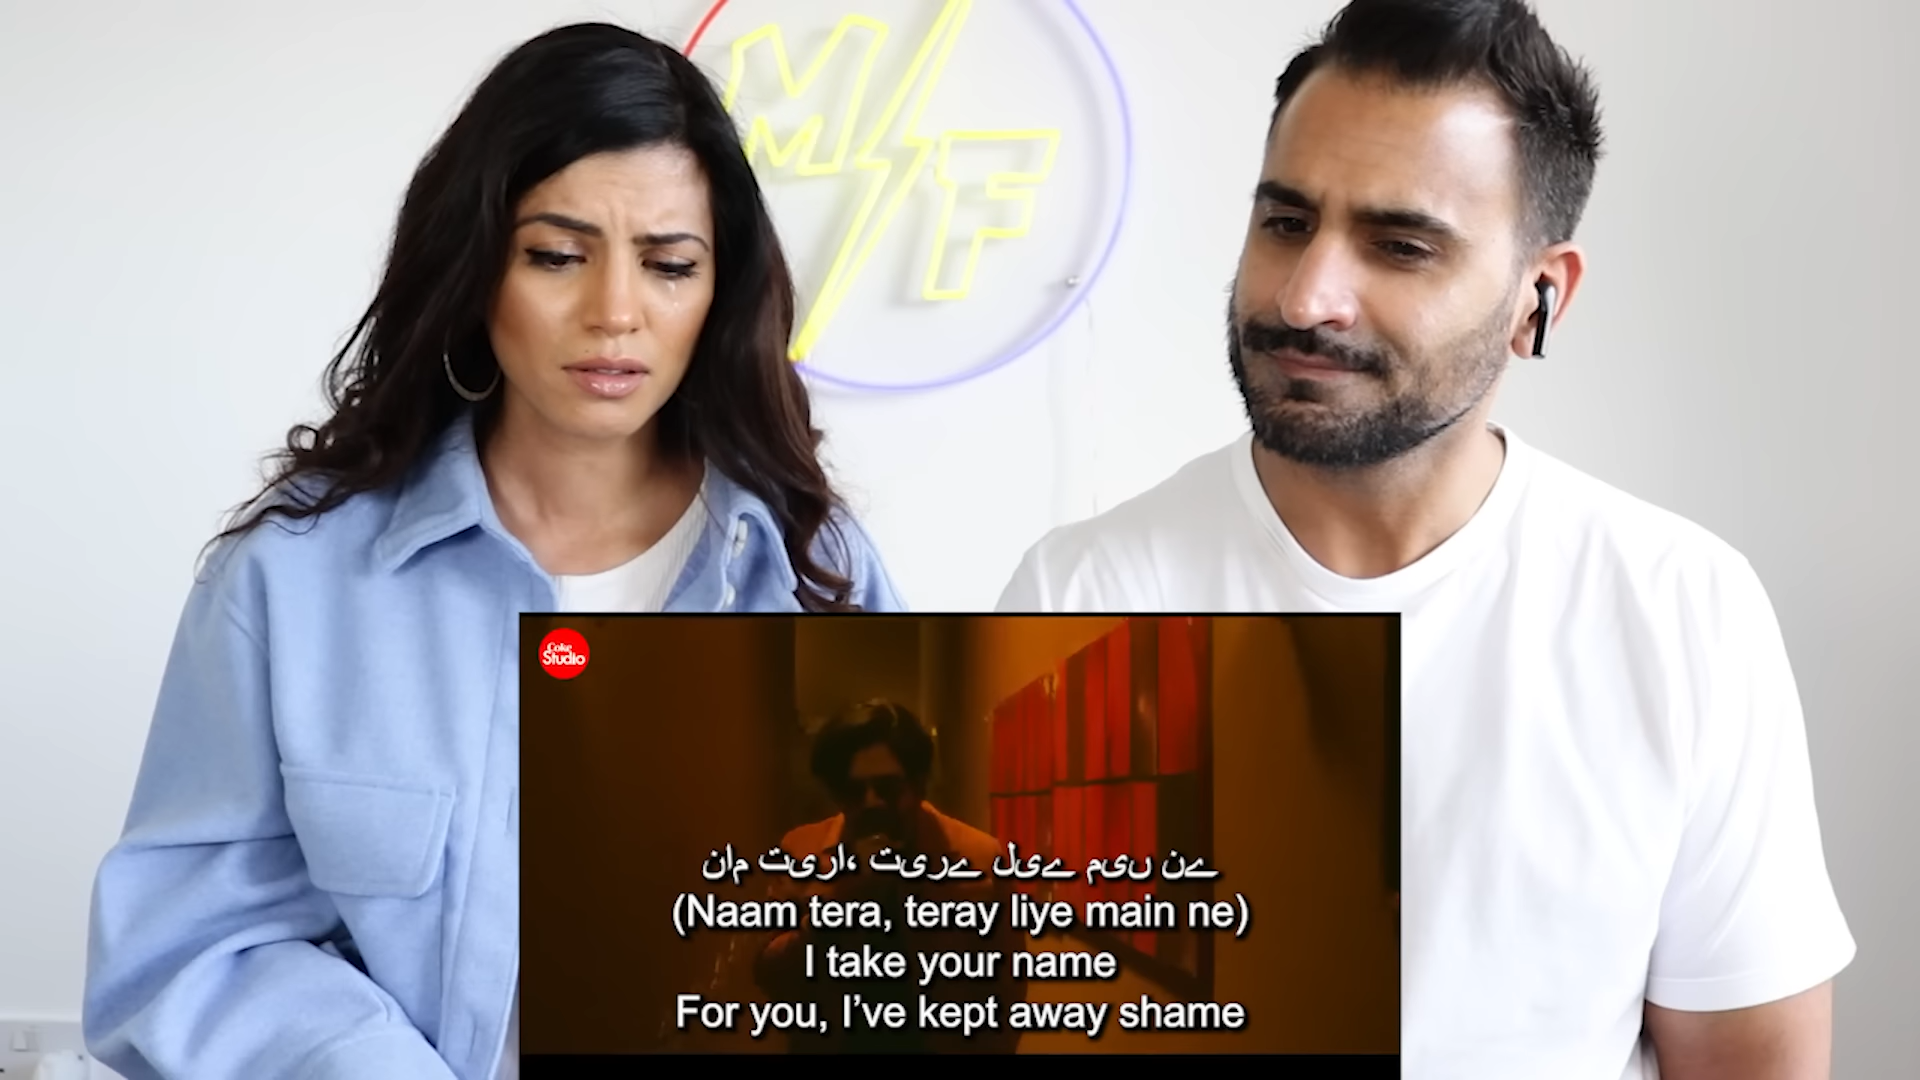 Coke
Studio
نام تیرا، تیرے لیے میں نے
(Naam tera, teray liye main ne)
I take your name
For you, I’ve kept away shame
M
M F